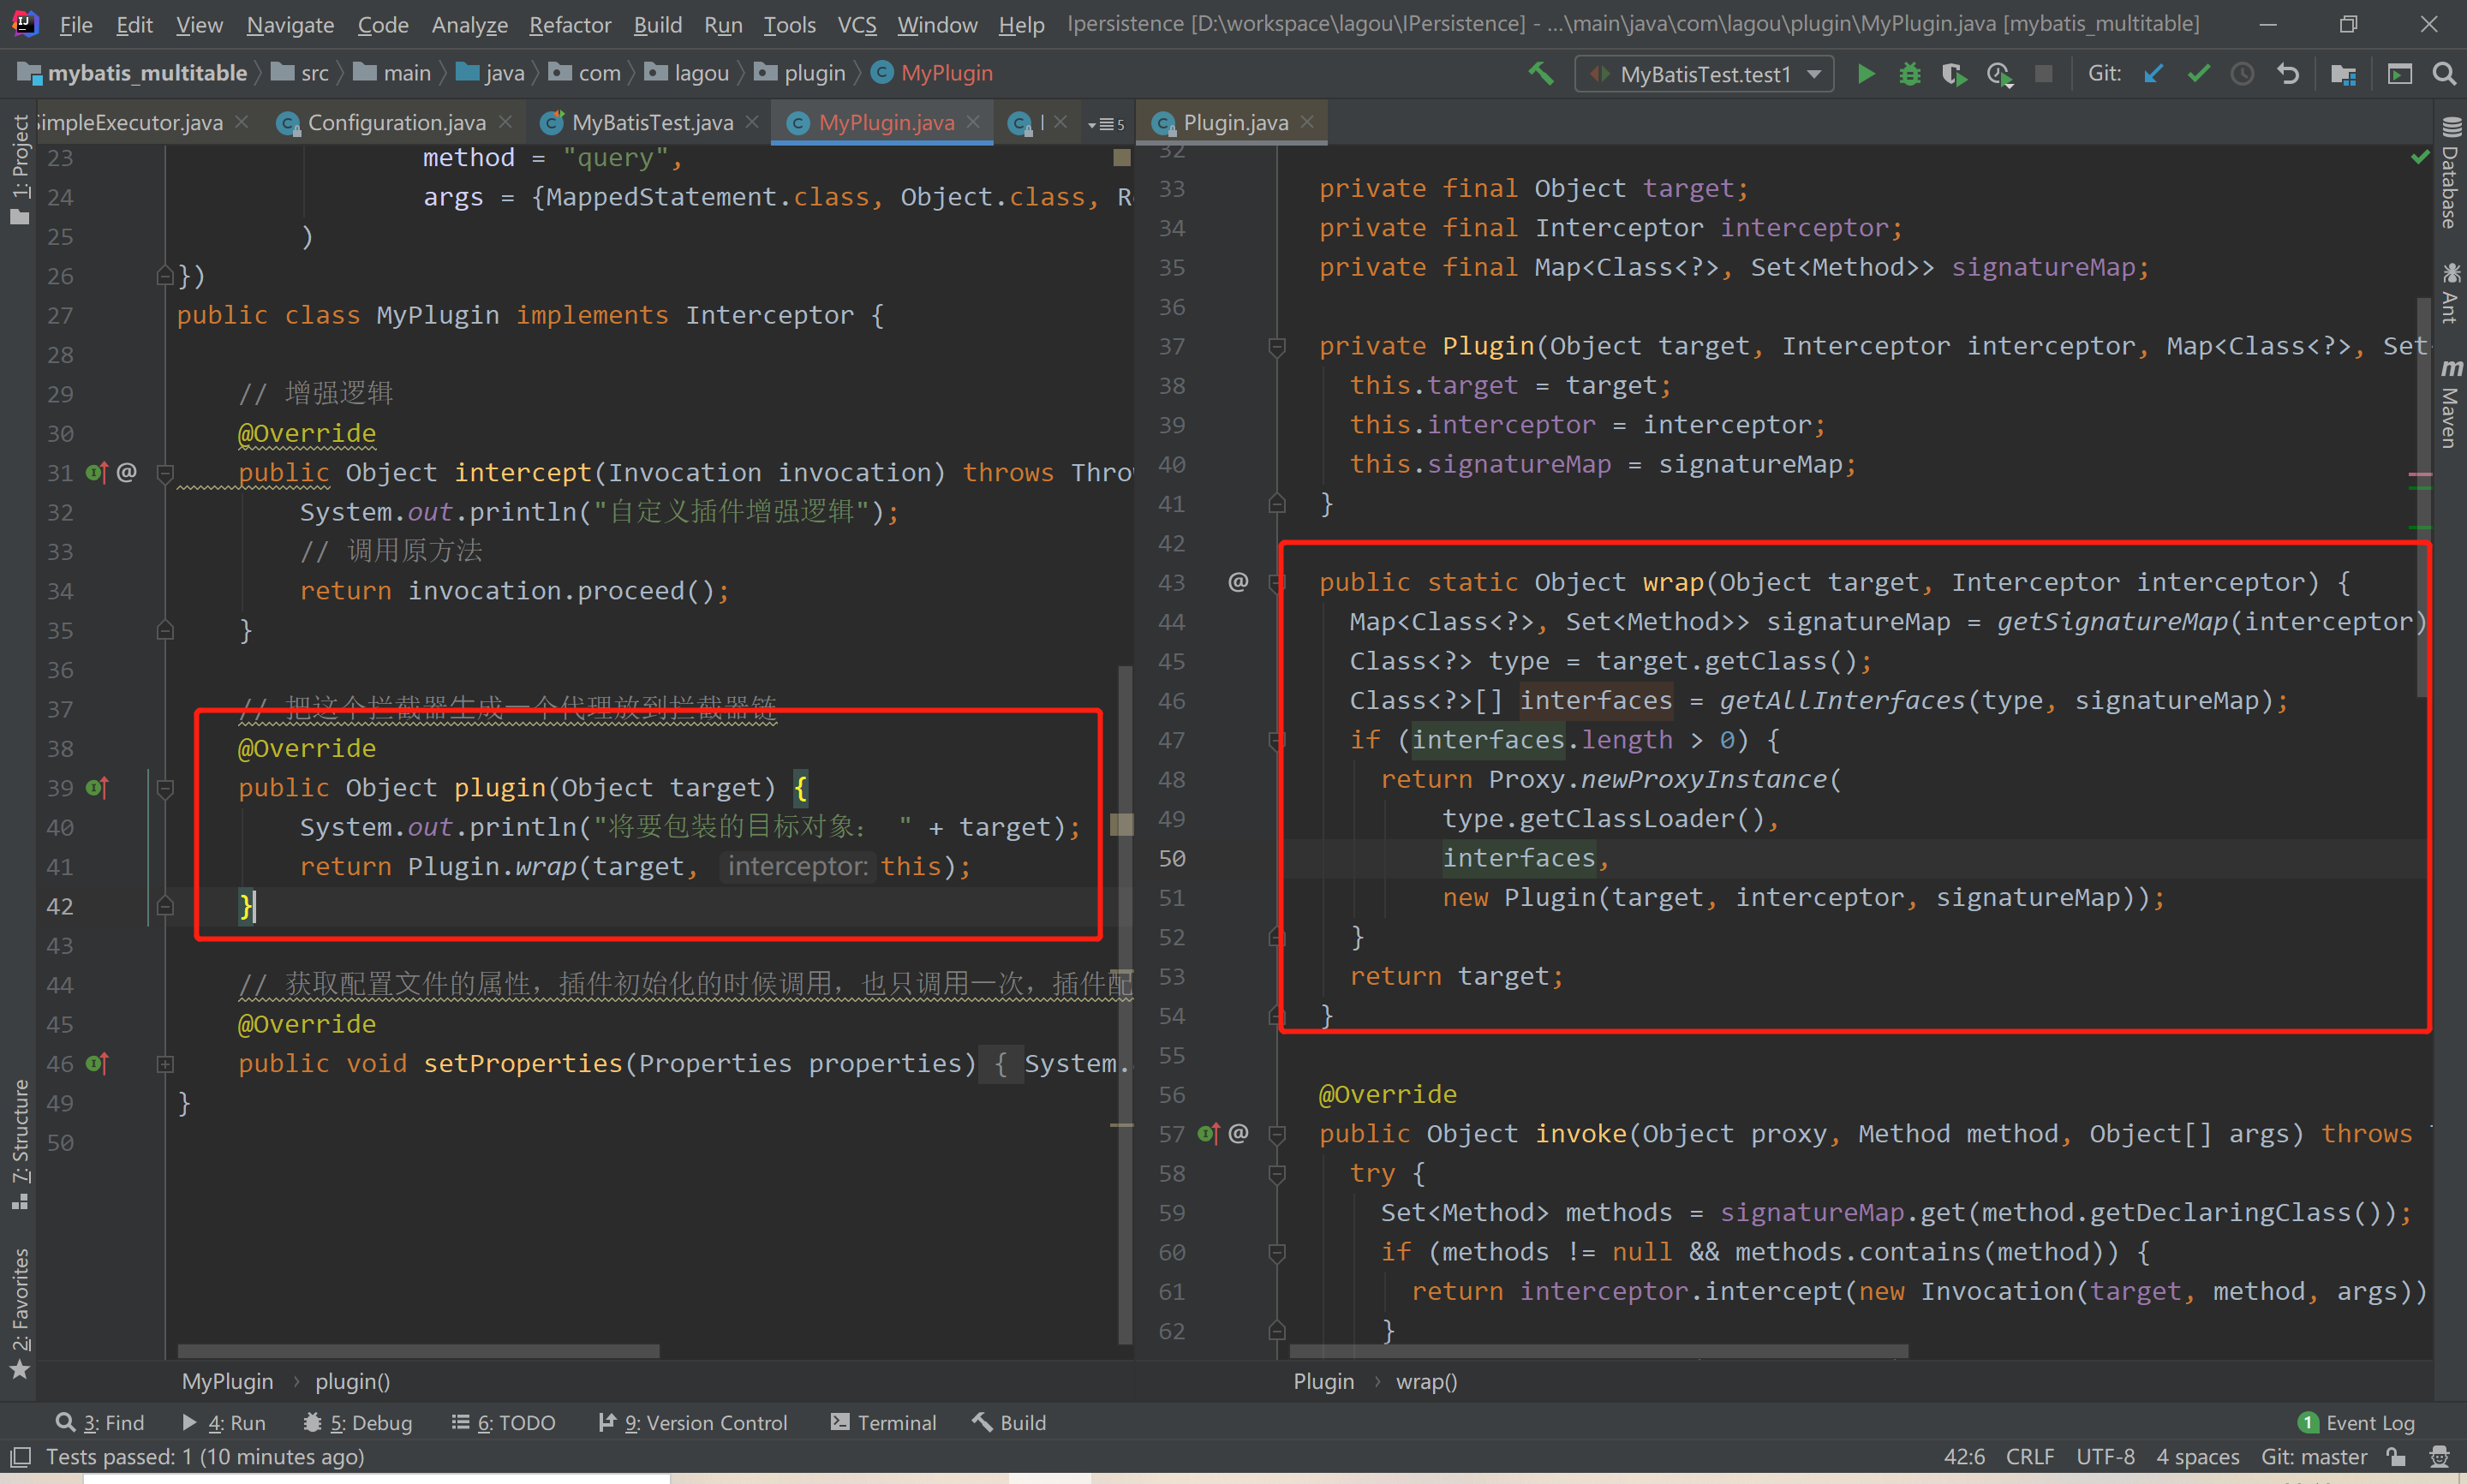 File Edit View Navigate Code Analyze Refactor Build Run Tools VCS Window Help Ipersistence [D:\workspace\lagou\IPersistence] - ...\main\java\com\lagou\plugin\MyPlugin.java [mybatis_multitable]
mybatis_multitable src main java com lagou plugin MyPlugin MyBatisTest.test1 Git:
SimpleExecutor.java Configuration.java MyBatisTest.java MyPlugin.java I 5 Plugin.java
1: Project
7: Structure
2: Favorites
23 method = "query",
24 args = {MappedStatement.class, Object.class, R
25 )
26 })
27 public class MyPlugin implements Interceptor {
28
29 // 增强逻辑
30 @Override
31 @ public Object intercept(Invocation invocation) throws Thro
32 System.out.println("自定义插件增强逻辑");
33 // 调用原方法
34 return invocation.proceed();
35 }
36
37 // 把这个拦截器生成一个代理放到拦截器链
38 @Override
39 public Object plugin(Object target) {
40 System.out.println("将要包装的目标对象： " + target);
41 return Plugin.wrap(target, interceptor: this);
42 }
43
44 // 获取配置文件的属性，插件初始化的时候调用，也只调用一次，插件配
45 @Override
46 public void setProperties(Properties properties) { System.
49 }
50
MyPlugin › plugin()
32
33 private final Object target;
34 private final Interceptor interceptor;
35 private final Map<Class<?>, Set<Method>> signatureMap;
36
37 private Plugin(Object target, Interceptor interceptor, Map<Class<?>, Set
38 this.target = target;
39 this.interceptor = interceptor;
40 this.signatureMap = signatureMap;
41 }
42
43 @ public static Object wrap(Object target, Interceptor interceptor) {
44 Map<Class<?>, Set<Method>> signatureMap = getSignatureMap(interceptor)
45 Class<?> type = target.getClass();
46 Class<?>[] interfaces = getAllInterfaces(type, signatureMap);
47 if (interfaces.length > 0) {
48 return Proxy.newProxyInstance(
49 type.getClassLoader(),
50 interfaces,
51 new Plugin(target, interceptor, signatureMap));
52 }
53 return target;
54 }
55
56 @Override
57 @ public Object invoke(Object proxy, Method method, Object[] args) throws
58 try {
59 Set<Method> methods = signatureMap.get(method.getDeclaringClass());
60 if (methods != null && methods.contains(method)) {
61 return interceptor.intercept(new Invocation(target, method, args))
62 }
Plugin › wrap()
Database
Ant
m Maven
3: Find 4: Run 5: Debug 6: TODO 9: Version Control Terminal Build 1 Event Log
Tests passed: 1 (10 minutes ago) 42:6 CRLF UTF-8 4 spaces Git: master